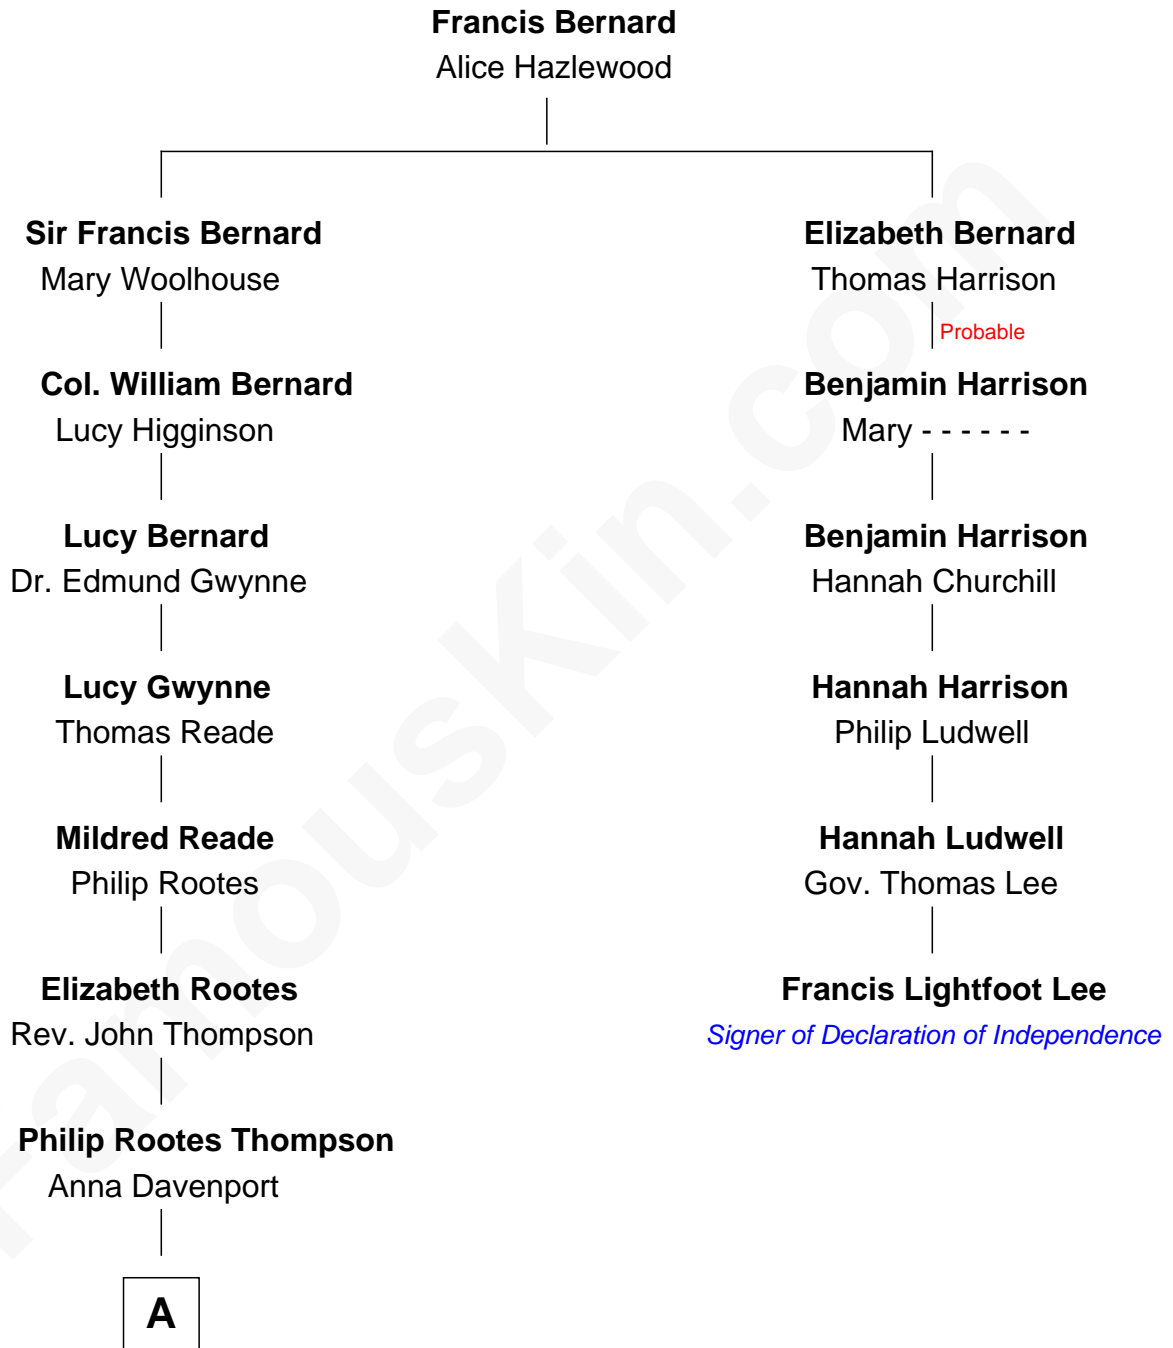 Francis Bernard
Alice Hazlewood
Sir Francis Bernard
Mary Woolhouse
Elizabeth Bernard
Thomas Harrison
Probable
Col. William Bernard
Lucy Higginson
Benjamin Harrison
Mary - - - - - -
Lucy Bernard
Dr. Edmund Gwynne
Benjamin Harrison
Hannah Churchill
Lucy Gwynne
Thomas Reade
Hannah Harrison
Philip Ludwell
Mildred Reade
Philip Rootes
Hannah Ludwell
Gov. Thomas Lee
Elizabeth Rootes
Rev. John Thompson
Francis Lightfoot Lee
Signer of Declaration of Independence
Philip Rootes Thompson
Anna Davenport
A
FamousKin.com